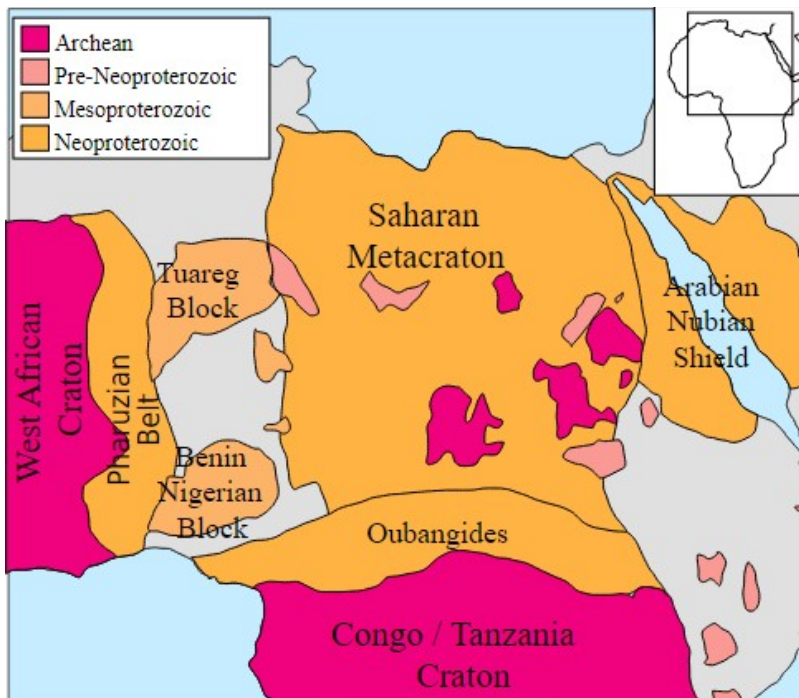 Archean
Pre-Neoproterozoic
Mesoproterozoic
Neoproterozoic
Saharan
Metacraton
Tuareg
Block
Arabian
Nubian
Shield
West African
Craton
Pharuzian
Belt
Benin
Nigerian
Block
Oubangides
Congo / Tanzania
Craton